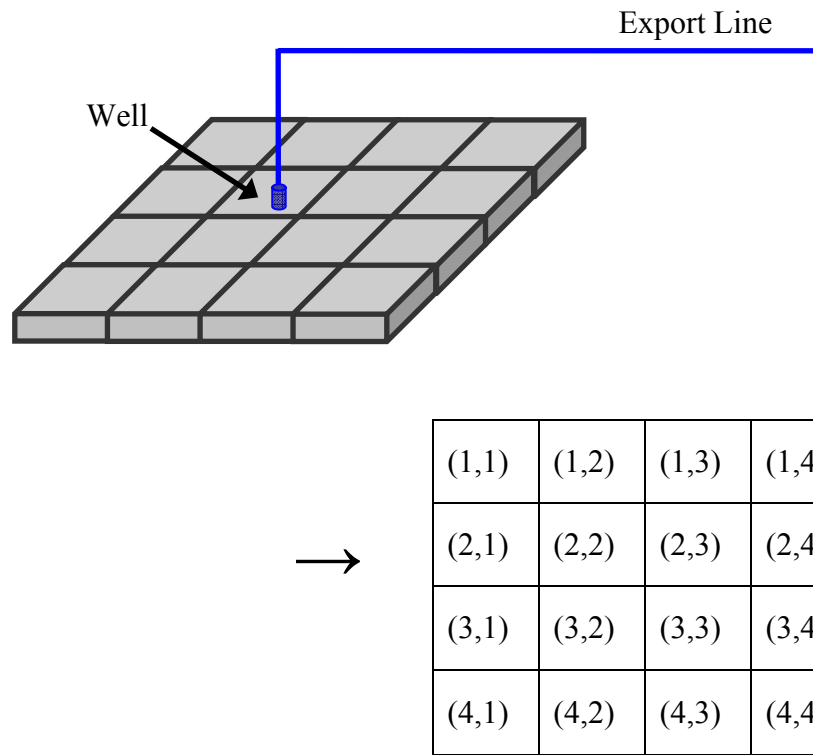 Export Line
Well
(1,1) (1,2) (1,3) (1,4
→ (2,1) (2,2) (2,3) (2,4
(3,1) (3,2) (3,3) (3,4
(4,1) (4,2) (4,3) (4,4